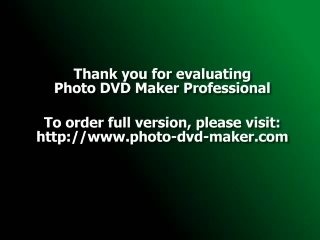 Thank you for evaluating
Photo DVD Maker Professional
To order full version, please visit:
http://www.photo-dvd-maker.com